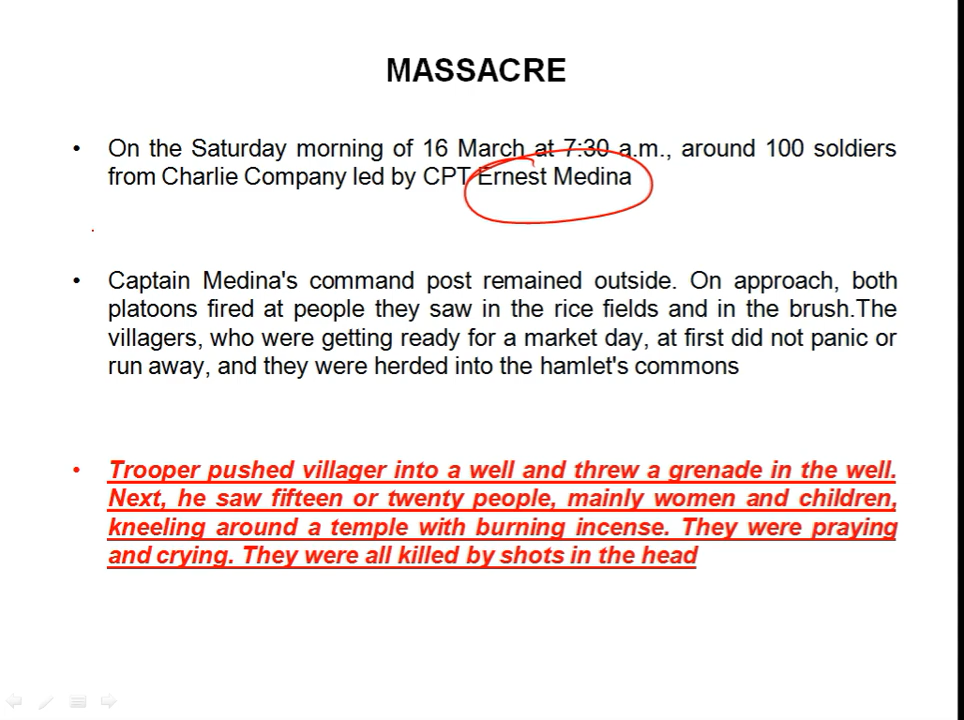 MASSACRE
• On the Saturday morning of 16 March at 7:30 a.m., around 100 soldiers
from Charlie Company led by CPT Ernest Medina
• Captain Medina's command post remained outside. On approach, both
platoons fired at people they saw in the rice fields and in the brush.The
villagers, who were getting ready for a market day, at first did not panic or
run away, and they were herded into the hamlet's commons
• Trooper pushed villager into a well and threw a grenade in the well.
Next, he saw fifteen or twenty people, mainly women and children,
kneeling around a temple with burning incense. They were praying
and crying. They were all killed by shots in the head